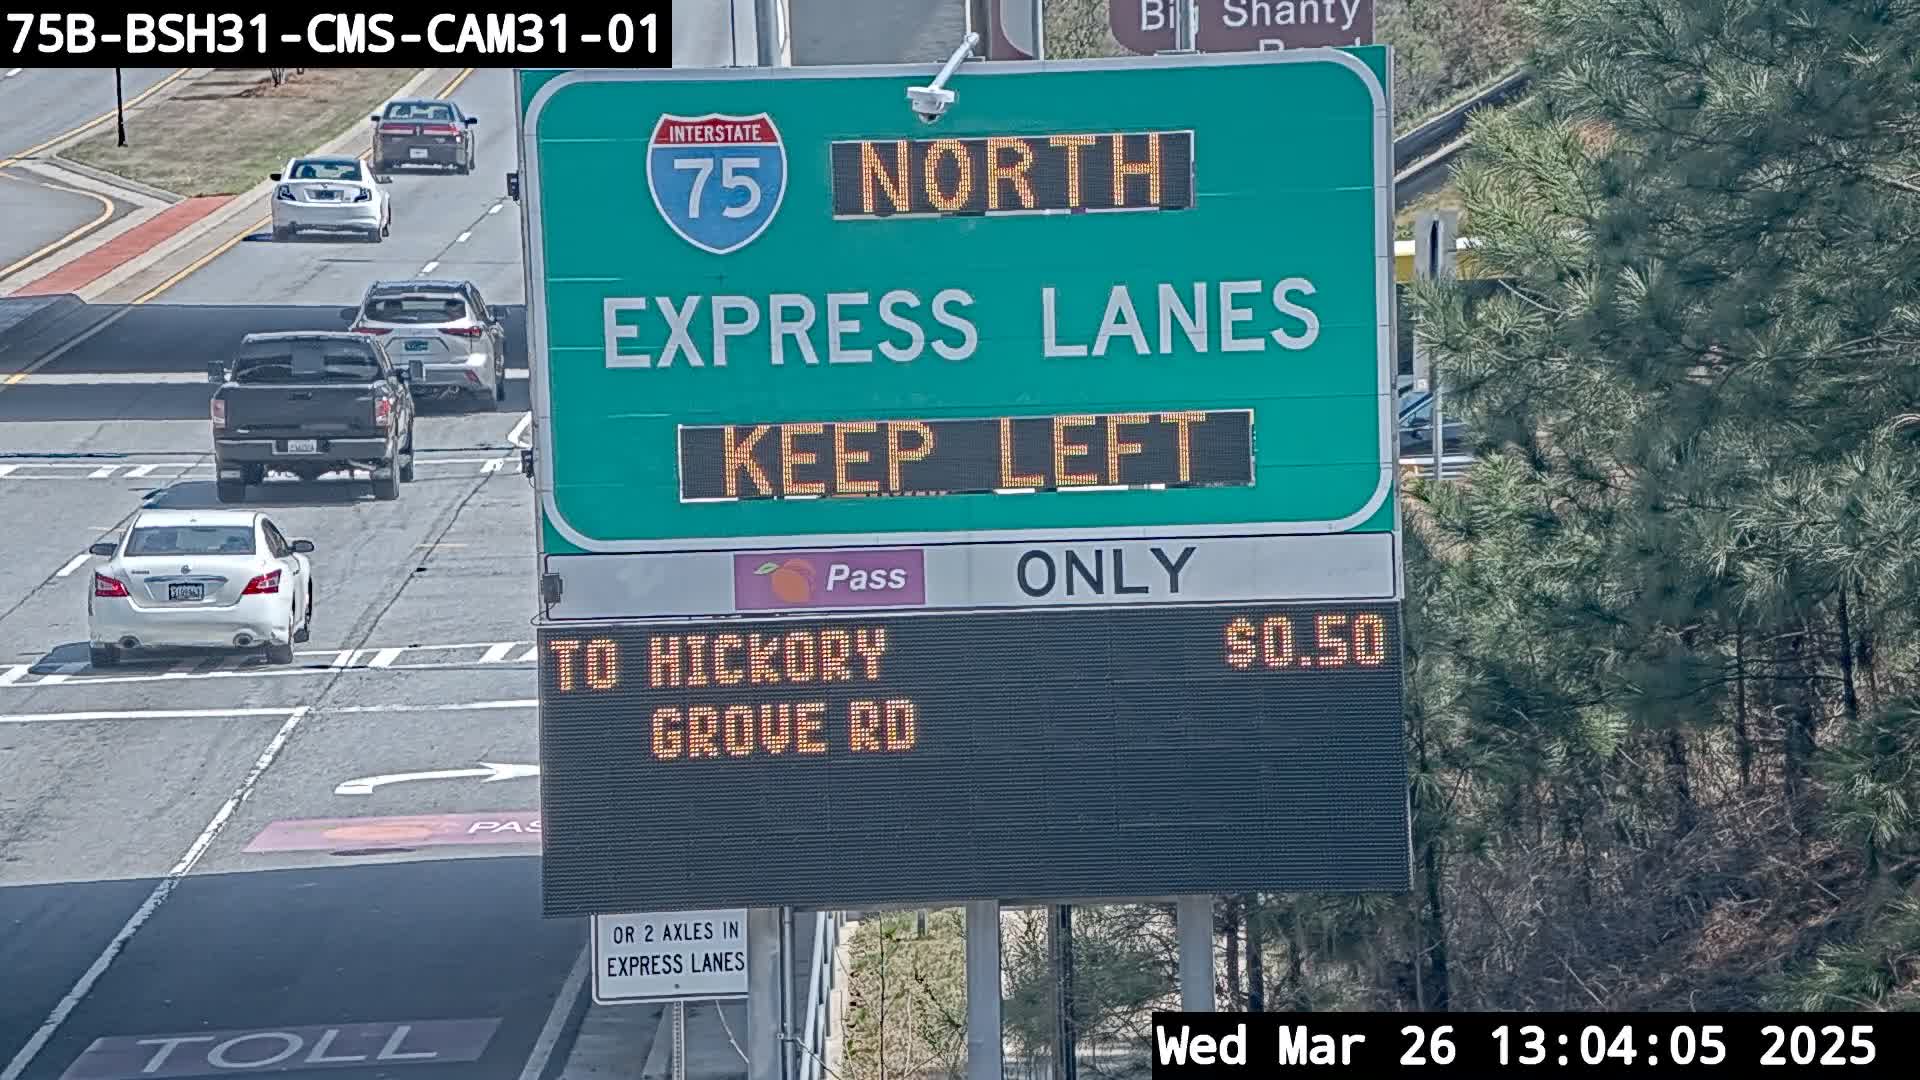 75B-BSH31-CMS-CAM31-01
Big Shanty
INTERSTATE
75
NORTH
EXPRESS LANES
KEEP LEFT
Pass
ONLY
TO HICKORY $0.50
GROVE RD
OR 2 AXLES IN
EXPRESS LANES
TOLL
Wed Mar 26 13:04:05 2025